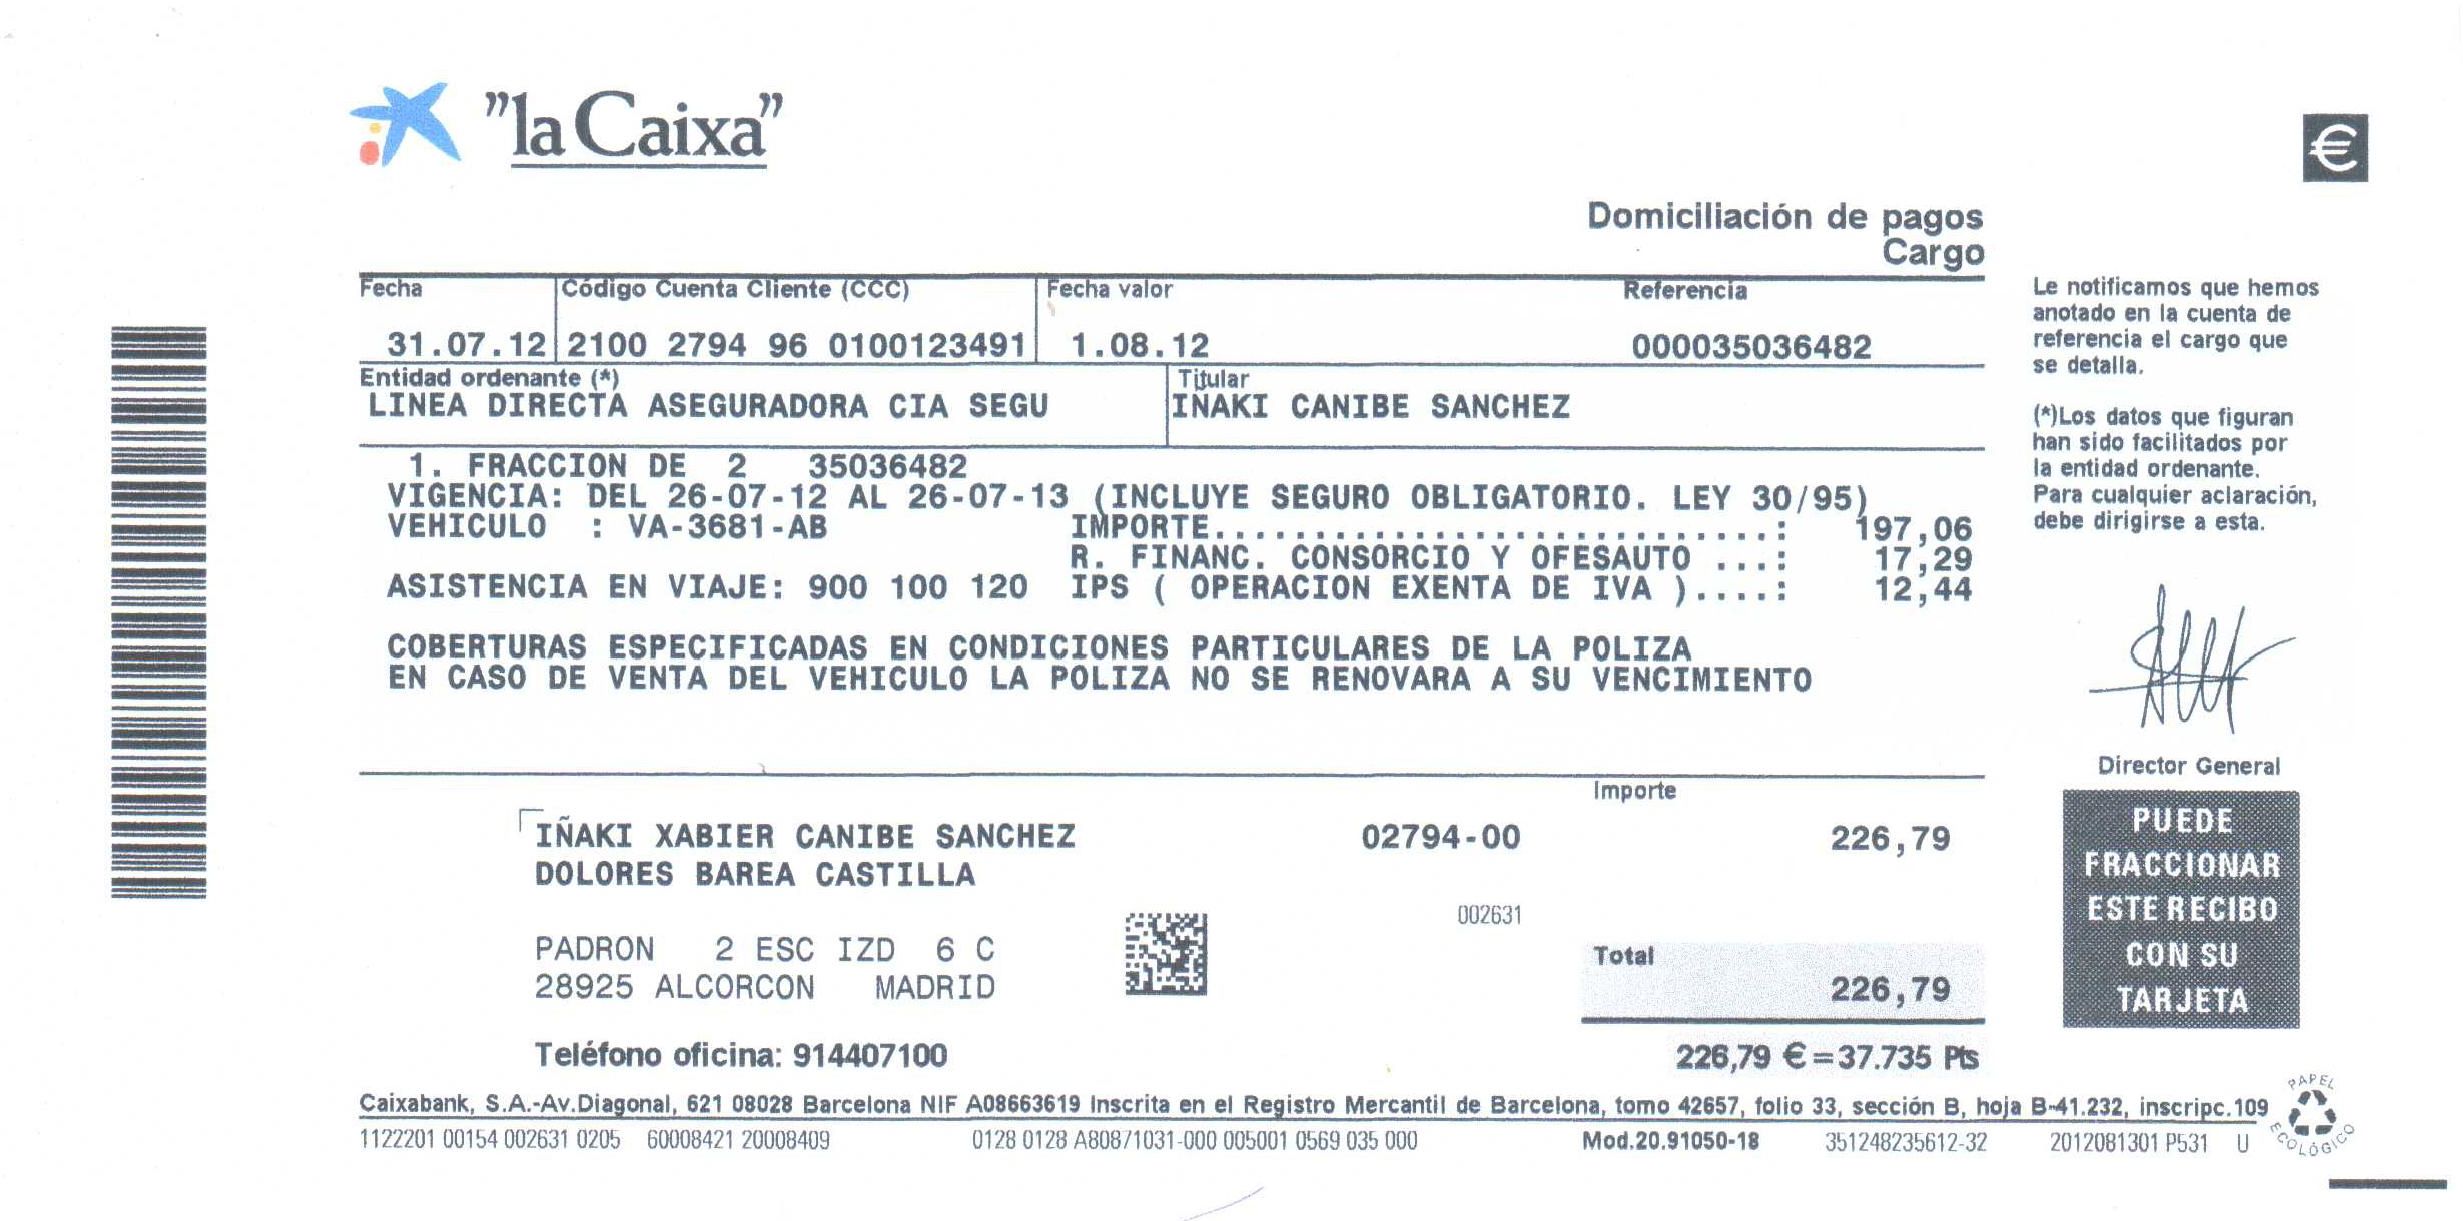 "la Caixa"
€
Domiciliación de pagos
Cargo
Fecha Código Cuenta Cliente (CCC) Fecha valor Referencia
31.07.12 2100 2794 96 0100123491 1.08.12 000035036482
Entidad ordenante (*) Titular
LINEA DIRECTA ASEGURADORA CIA SEGU IÑAKI CANIBE SANCHEZ
1. FRACCION DE 2 35036482
VIGENCIA: DEL 26-07-12 AL 26-07-13 (INCLUYE SEGURO OBLIGATORIO. LEY 30/95)
VEHICULO : VA-3681-AB IMPORTE............................: 197,06
R. FINANC. CONSORCIO Y OFESAUTO ...: 17,29
ASISTENCIA EN VIAJE: 900 100 120 IPS ( OPERACION EXENTA DE IVA )....: 12,44
COBERTURAS ESPECIFICADAS EN CONDICIONES PARTICULARES DE LA POLIZA
EN CASO DE VENTA DEL VEHICULO LA POLIZA NO SE RENOVARA A SU VENCIMIENTO
Le notificamos que hemos
anotado en la cuenta de
referencia el cargo que
se detalla.
(*)Los datos que figuran
han sido facilitados por
la entidad ordenante.
Para cualquier aclaración,
debe dirigirse a esta.
Director General
Importe
IÑAKI XABIER CANIBE SANCHEZ 02794-00 226,79
DOLORES BAREA CASTILLA
002631
PADRON 2 ESC IZD 6 C
28925 ALCORCON MADRID
Total
226,79
Teléfono oficina: 914407100
226,79 €=37.735 Pts
PUEDE
FRACCIONAR
ESTE RECIBO
CON SU
TARJETA
Caixabank, S.A.-Av.Diagonal, 621 08028 Barcelona NIF A08663619 Inscrita en el Registro Mercantil de Barcelona, tomo 42657, folio 33, sección B, hoja B-41.232, inscripc.109
1122201 00154 002631 0205 60008421 20008409 0128 0128 A80871031-000 005001 0569 035 000 Mod.20.91050-18 351248235612-32 2012081301 P531 U
PAPEL
ECOLÓGICO